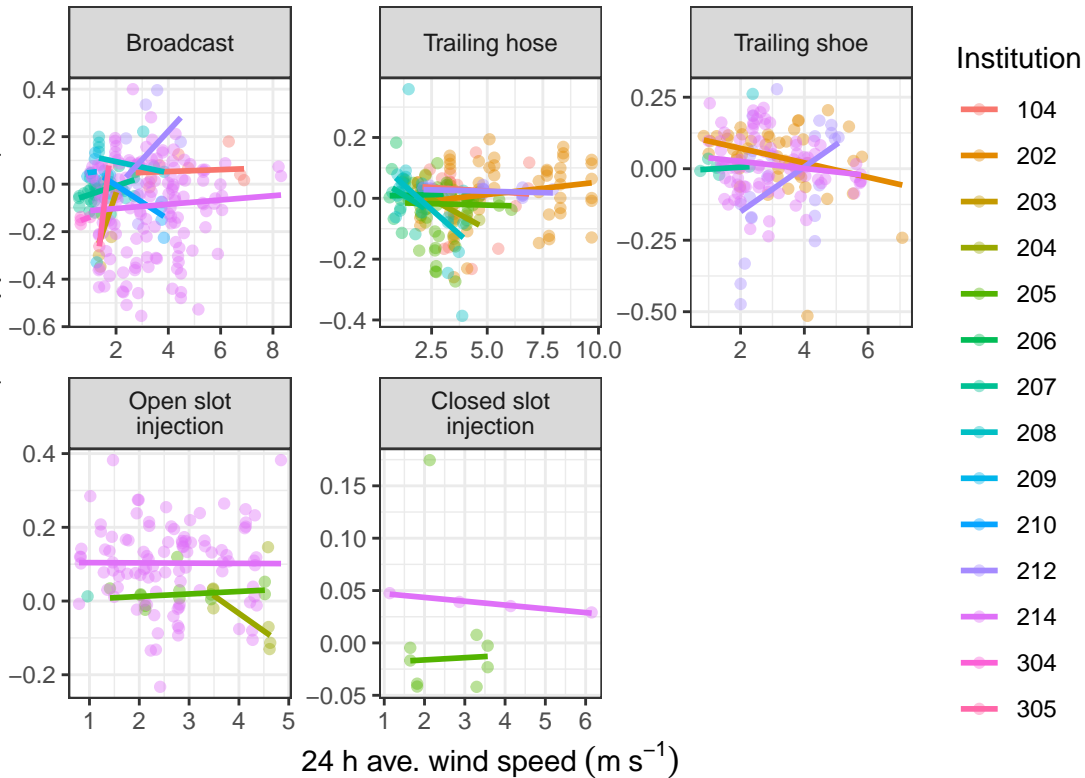 Broadcast
Trailing hose
Trailing shoe
0.4
0.2
0.0
−0.2
−0.4
−0.6
2 4 6 8
0.2
0.0
−0.2
−0.4
2.5 5.0 7.5 10.0
0.25
0.00
−0.25
−0.50
2 4 6
Open slot
injection
Closed slot
injection
0.4
0.2
0.0
−0.2
1 2 3 4 5
0.15
0.10
0.05
0.00
−0.05
1 2 3 4 5 6
24 h ave. wind speed (m s⁻¹)
Institution
104
202
203
204
205
206
207
208
209
210
212
214
304
305